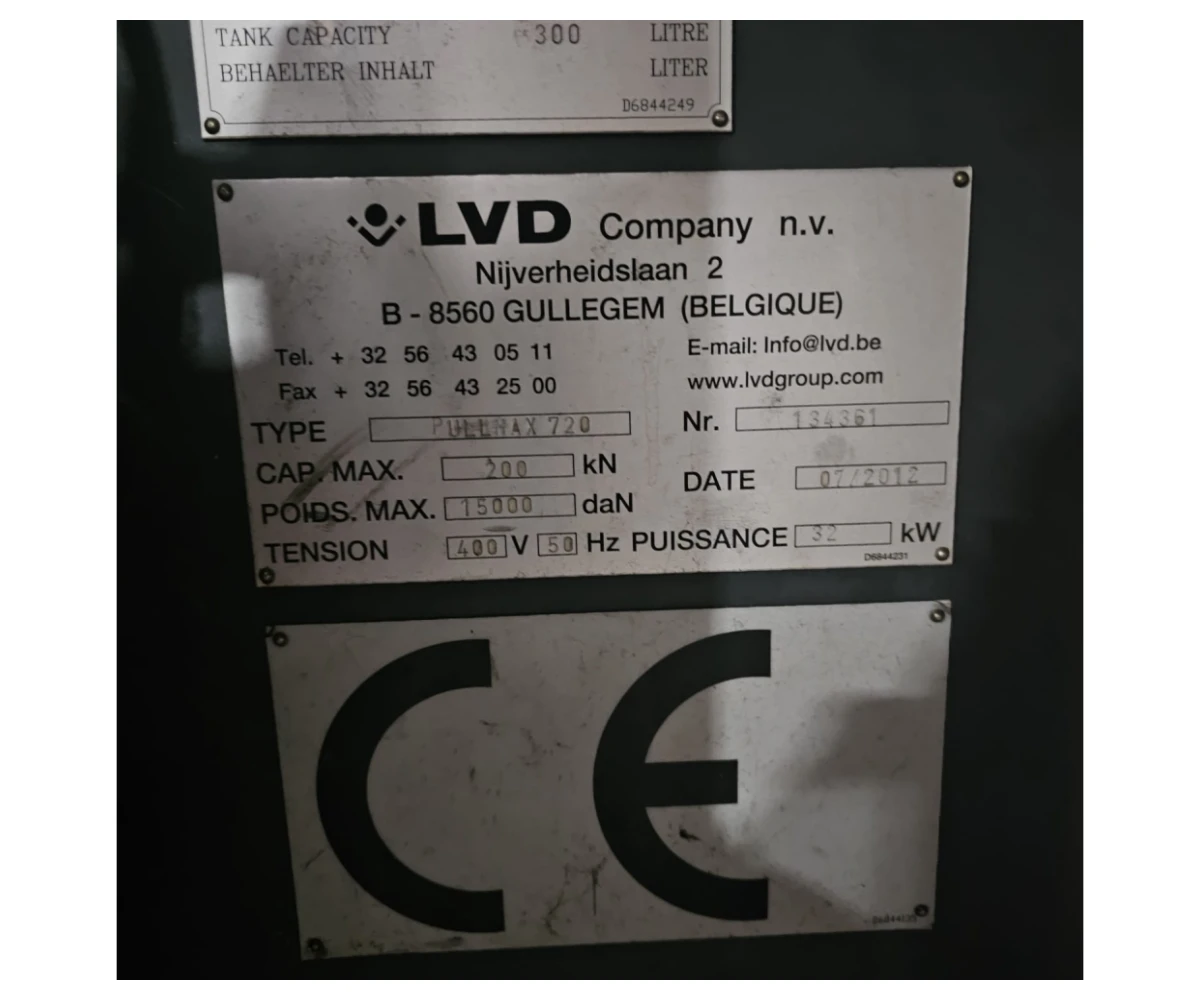 TANK CAPACITY 300 LITRE
BEHAELTER INHALT LITER
D6844249
LVD Company n.v.
Nijverheidslaan 2
B - 8560 GULLEGEM (BELGIQUE)
Tel. + 32 56 43 05 11 E-mail: Info@lvd.be
Fax + 32 56 43 25 00 www.lvdgroup.com
TYPE PULLMAX 720 Nr. 134361
CAP. MAX. 200 kN
DATE 07/2012
POIDS. MAX. 15000 daN
TENSION 400 V 50 Hz PUISSANCE 32 kW
D6844231
CE